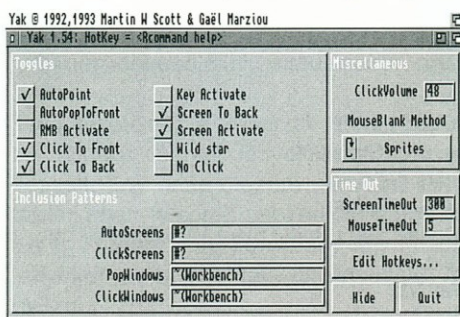 Yak © 1992,1993 Martin W Scott & Gaël Marziou
Yak 1.54: HotKey = <Rcommand help>
Toggles
AutoPoint
AutoPopToFront
RMB Activate
Click To Front
Click To Back
Key Activate
Screen To Back
Screen Activate
Wild star
No Click
Miscellaneous
ClickVolume 48
MouseBlank Method
Sprites
Inclusion Patterns
AutoScreens #?
ClickScreens #?
PopWindows ~(Workbench)
ClickWindows ~(Workbench)
Time Out
ScreenTimeOut 300
MouseTimeOut 5
Edit Hotkeys...
Hide
Quit